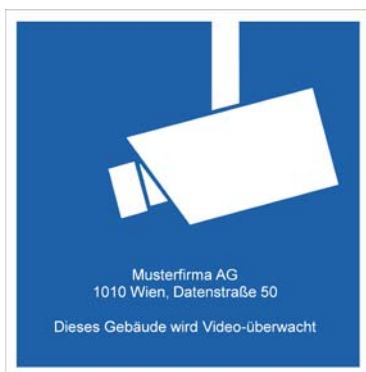 Musterfirma AG
1010 Wien, Datenstraße 50
Dieses Gebäude wird Video-überwacht